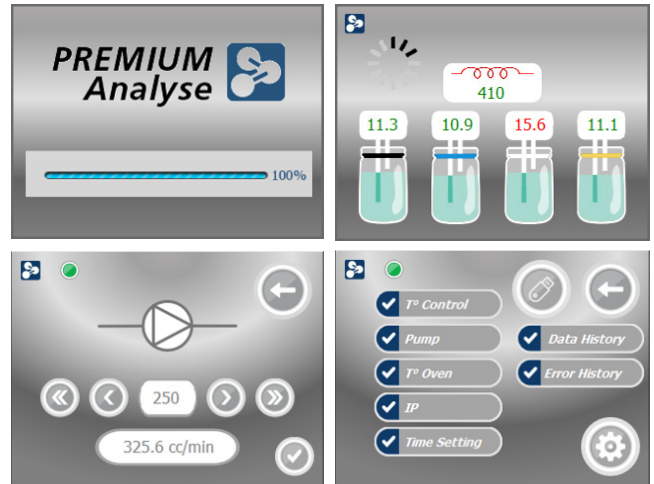 PREMIUM
Analyse
100%
410
11.3 10.9 15.6 11.1
250
325.6 cc/min
T° Control
Pump
Data History
T° Oven
Error History
IP
Time Setting